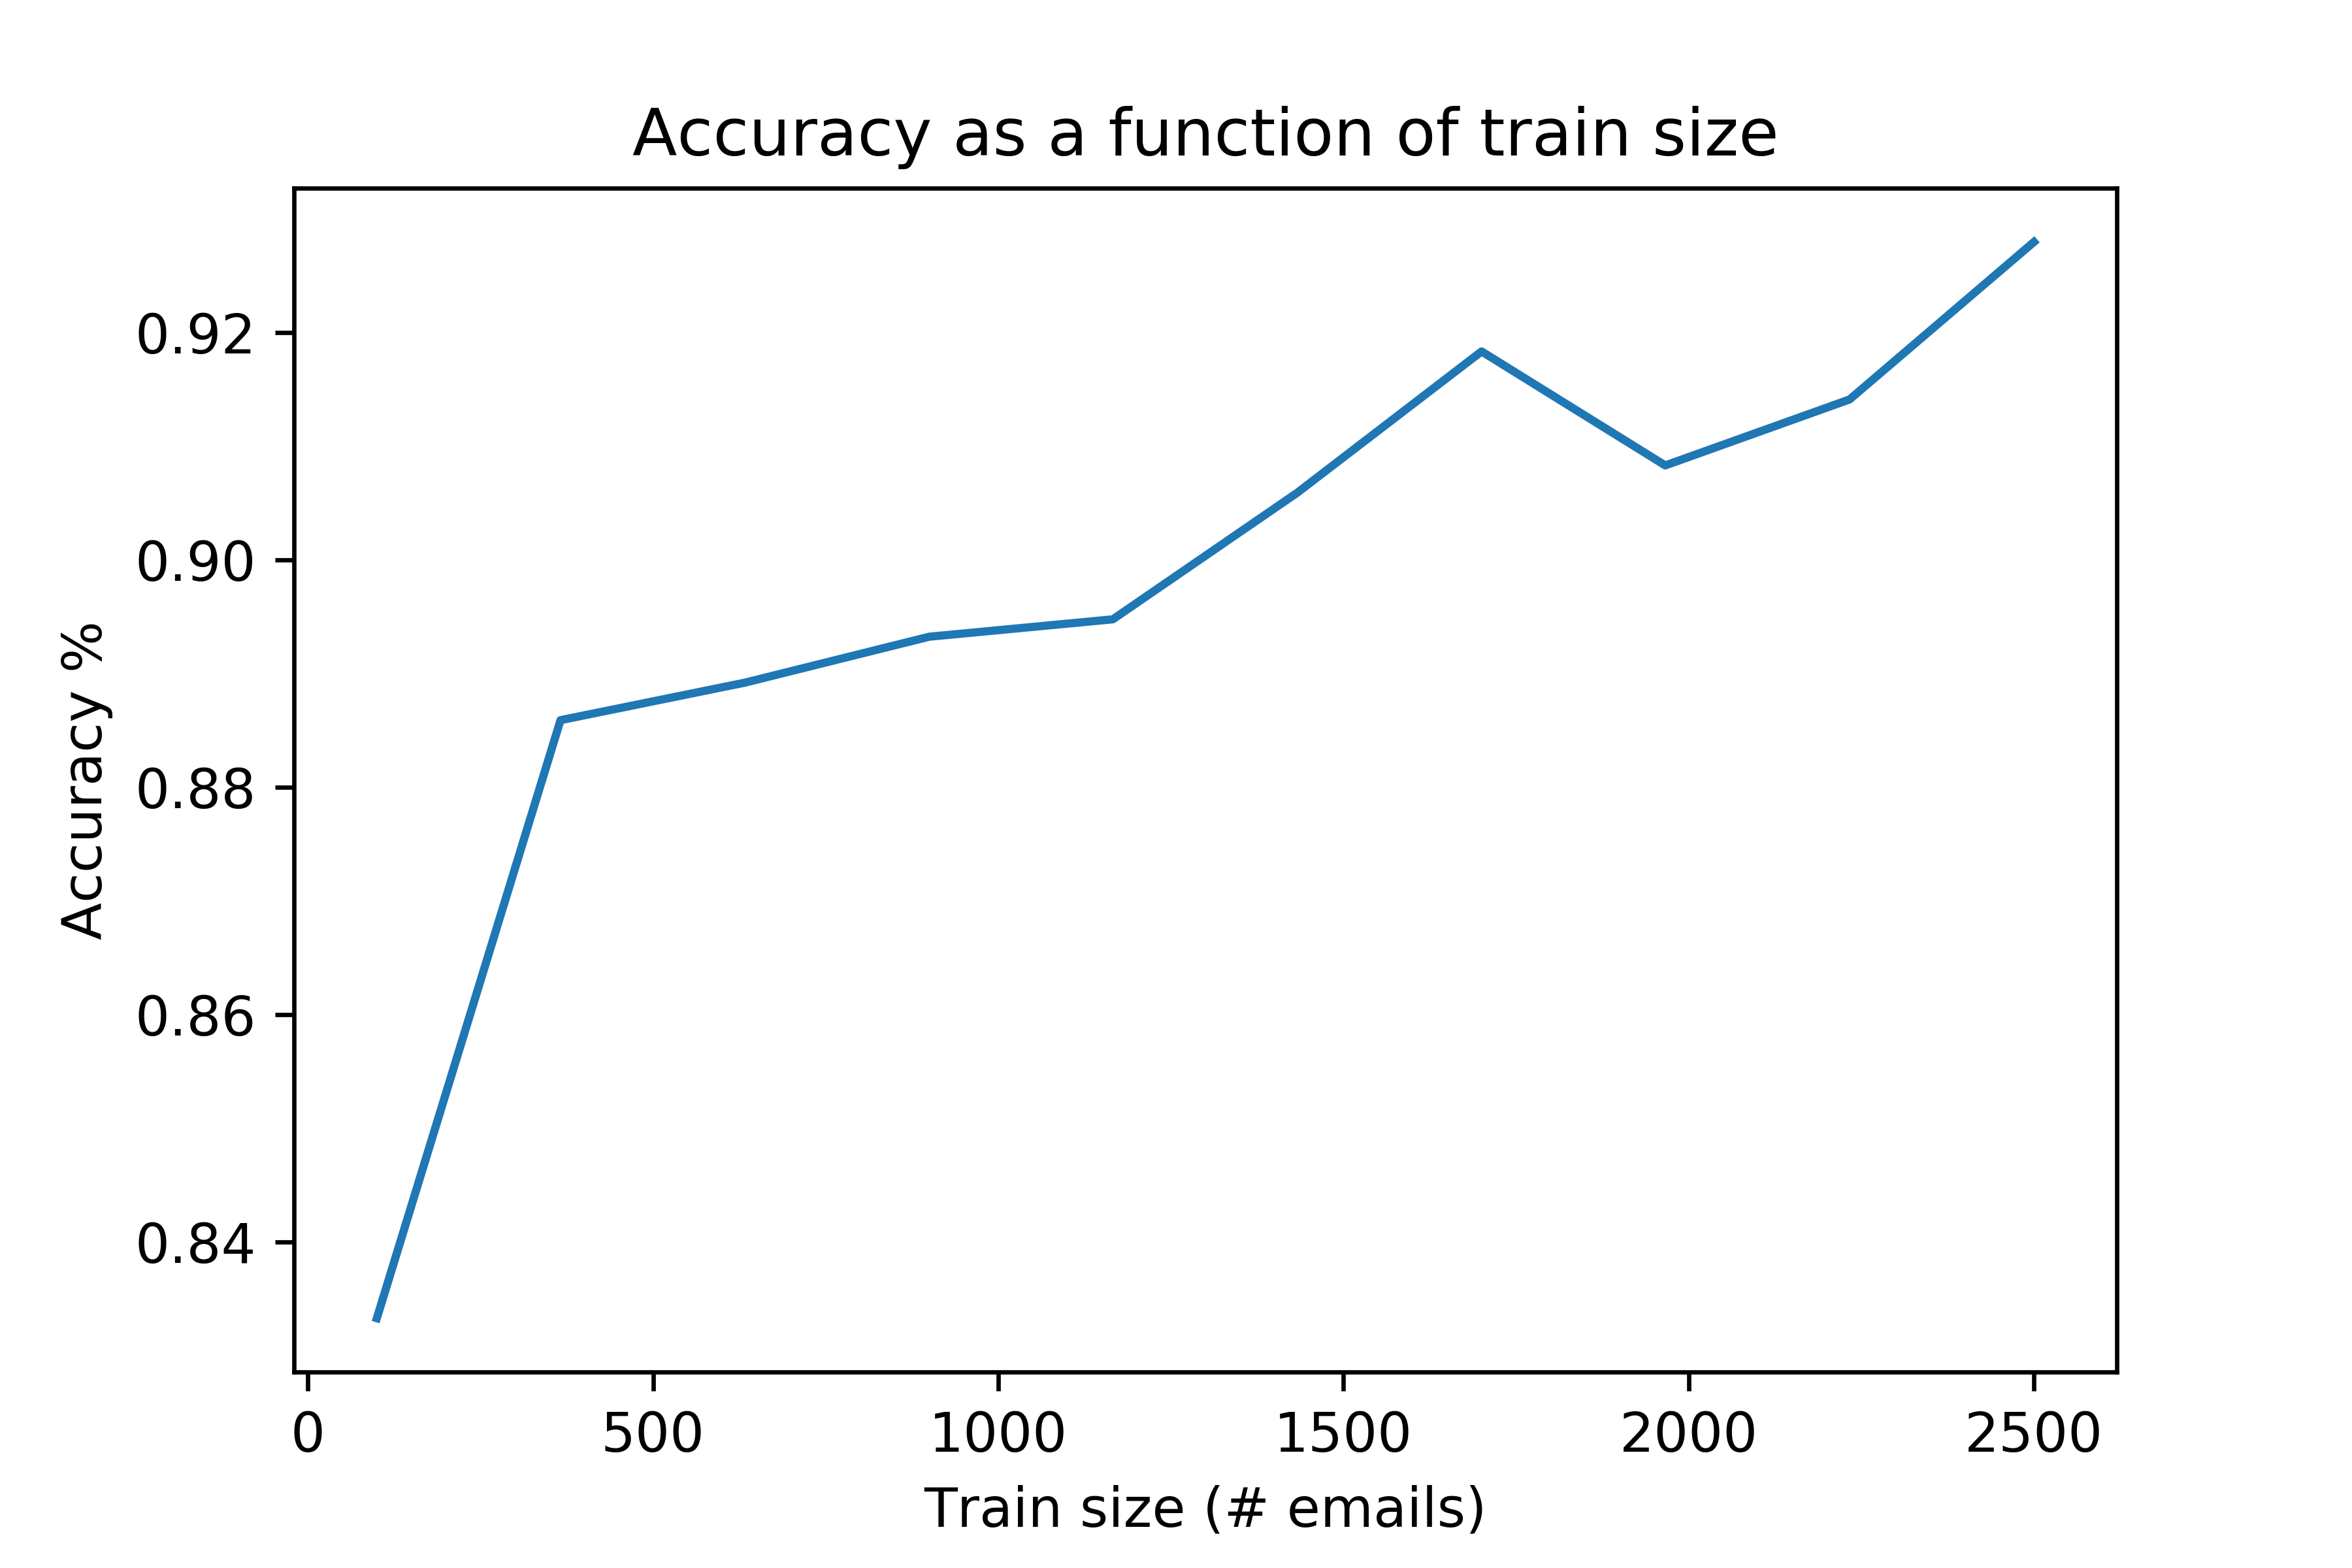 Accuracy as a function of train size
Accuracy %
0.92
0.90
0.88
0.86
0.84
0 500 1000 1500 2000 2500
Train size (# emails)